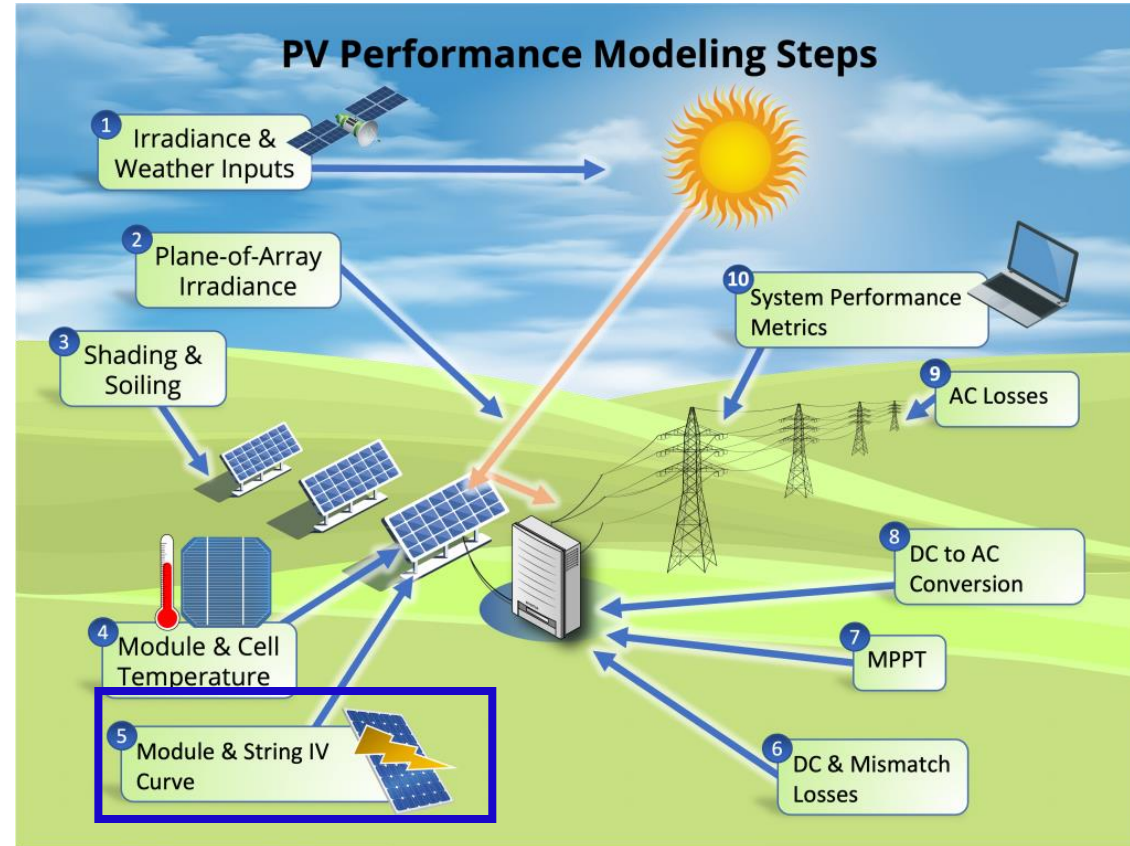 PV Performance Modeling Steps
1
Irradiance &
Weather Inputs
2
Plane-of-Array
Irradiance
3
Shading &
Soiling
4
Module & Cell
Temperature
5
Module & String IV
Curve
6
DC & Mismatch
Losses
7
MPPT
8
DC to AC
Conversion
9
AC Losses
10
System Performance
Metrics